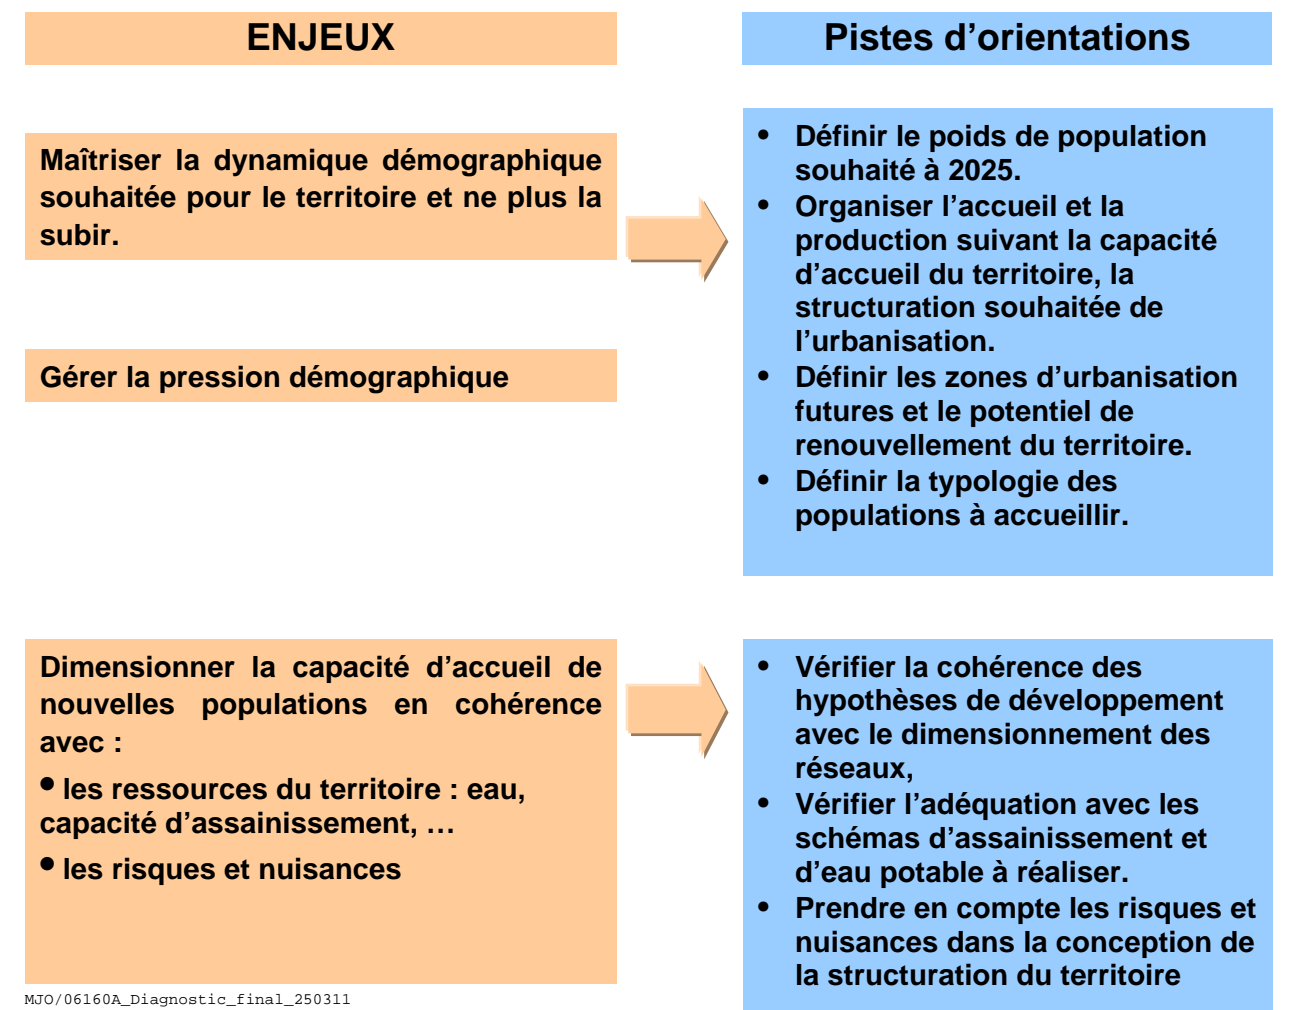 ENJEUX
Pistes d’orientations
Maîtriser la dynamique démographique
souhaitée pour le territoire et ne plus la
subir.
Gérer la pression démographique
• Définir le poids de population
souhaité à 2025.
• Organiser l’accueil et la
production suivant la capacité
d’accueil du territoire, la
structuration souhaitée de
l’urbanisation.
• Définir les zones d’urbanisation
futures et le potentiel de
renouvellement du territoire.
• Définir la typologie des
populations à accueillir.
Dimensionner la capacité d’accueil de
nouvelles populations en cohérence
avec :
• les ressources du territoire : eau,
capacité d’assainissement, …
• les risques et nuisances
• Vérifier la cohérence des
hypothèses de développement
avec le dimensionnement des
réseaux,
• Vérifier l’adéquation avec les
schémas d’assainissement et
d’eau potable à réaliser.
• Prendre en compte les risques et
nuisances dans la conception de
la structuration du territoire
MJO/06160A_Diagnostic_final_250311